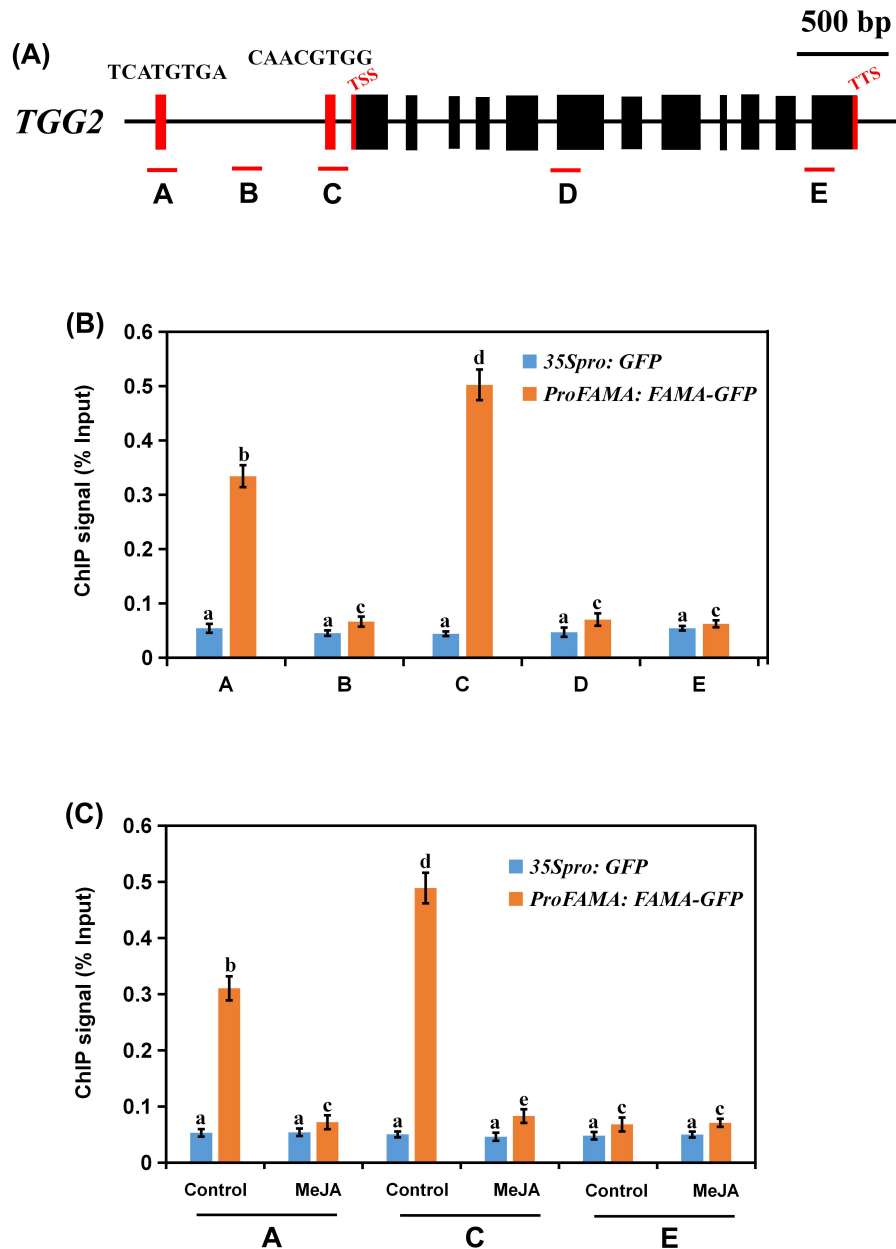 500 bp
(A)
TCATGTGA
CAACGTGG
TSS
TTS
TGG2
A
B
C
D
E
(B)
0.6
0.5
0.4
0.3
0.2
0.1
0
ChIP signal (% Input)
35Spro: GFP
ProFAMA: FAMA-GFP
a
b
a
c
a
d
a
c
a
c
A
B
C
D
E
(C)
0.6
0.5
0.4
0.3
0.2
0.1
0
ChIP signal (% Input)
35Spro: GFP
ProFAMA: FAMA-GFP
a
b
a
c
a
d
a
e
a
c
a
c
Control
MeJA
Control
MeJA
Control
MeJA
A
C
E